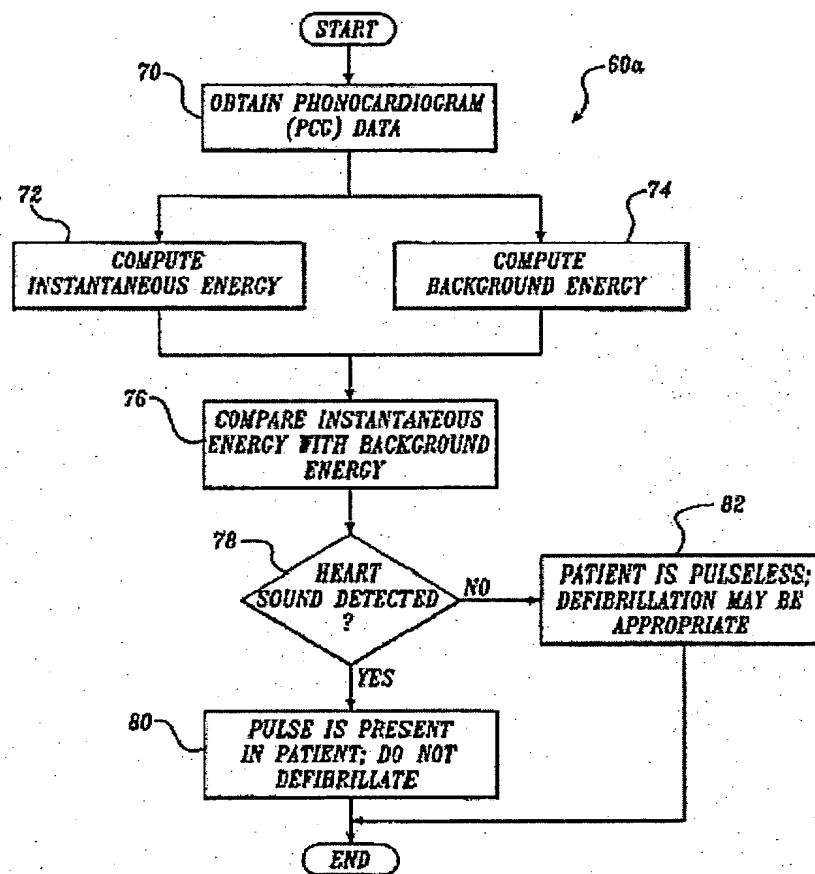 START
70
60a
OBTAIN PHONOCARDIOGRAM
(PCG) DATA
72
74
COMPUTE
INSTANTANEOUS ENERGY
COMPUTE
BACKGROUND ENERGY
76
COMPARE INSTANTANEOUS
ENERGY WITH BACKGROUND
ENERGY
78
82
HEART
SOUND DETECTED
?
NO
PATIENT IS PULSELESS;
DEFIBRILLATION MAY BE
APPROPRIATE
YES
80
PULSE IS PRESENT
IN PATIENT; DO NOT
DEFIBRILLATE
END